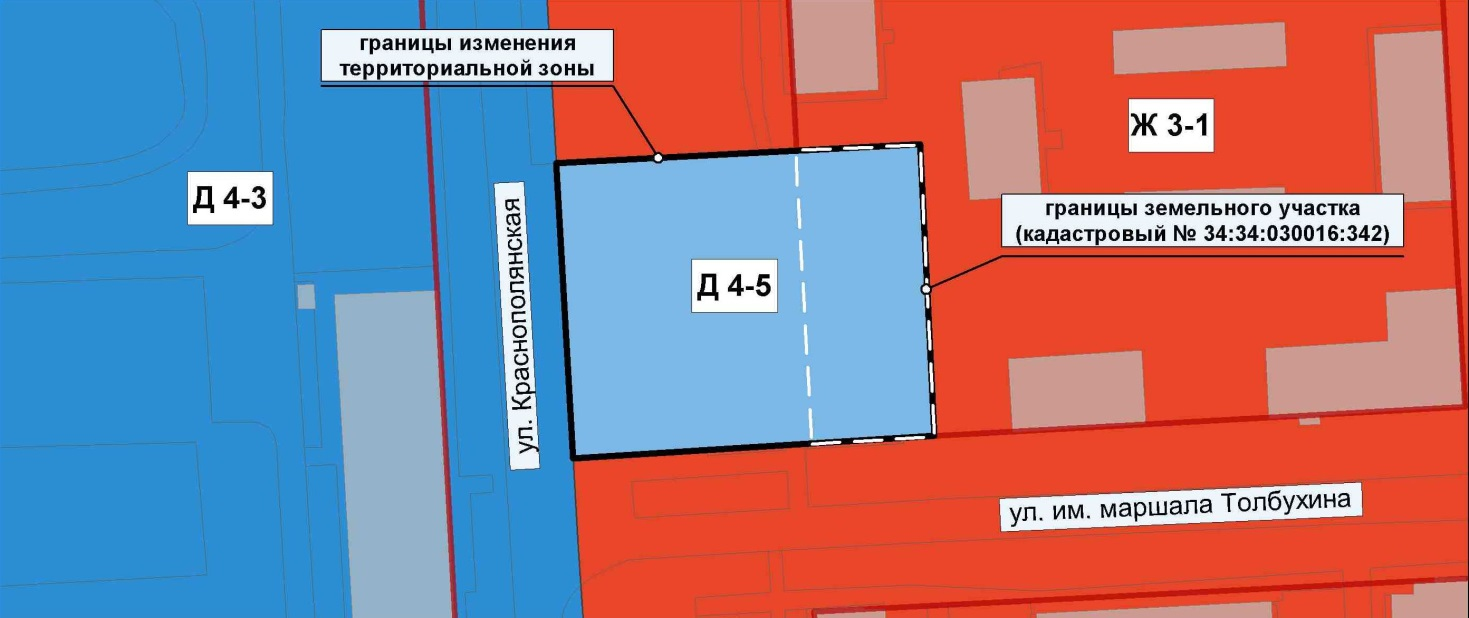 границы изменения
территориальной зоны
Ж 3-1
Д 4-3
ул. Краснополянская
границы земельного участка
(кадастровый № 34:34:030016:342)
Д 4-5
ул. им. маршала Толбухина